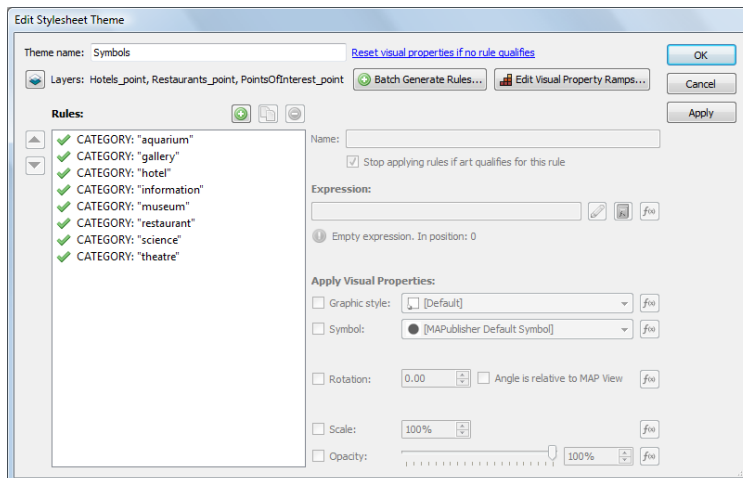 Edit Stylesheet Theme
Theme name: Symbols Reset visual properties if no rule qualifies OK
Layers: Hotels_point, Restaurants_point, PointsOfInterest_point Batch Generate Rules... Edit Visual Property Ramps... Cancel
Rules: Apply
CATEGORY: "aquarium"
CATEGORY: "gallery"
CATEGORY: "hotel"
CATEGORY: "information"
CATEGORY: "museum"
CATEGORY: "restaurant"
CATEGORY: "science"
CATEGORY: "theatre"
Name:
Stop applying rules if art qualifies for this rule
Expression:
f(x)
Empty expression. In position: 0
Apply Visual Properties:
Graphic style: [Default] f(x)
Symbol: [MAPublisher Default Symbol] f(x)
Rotation: 0.00 Angle is relative to MAP View f(x)
Scale: 100% f(x)
Opacity: 100% f(x)